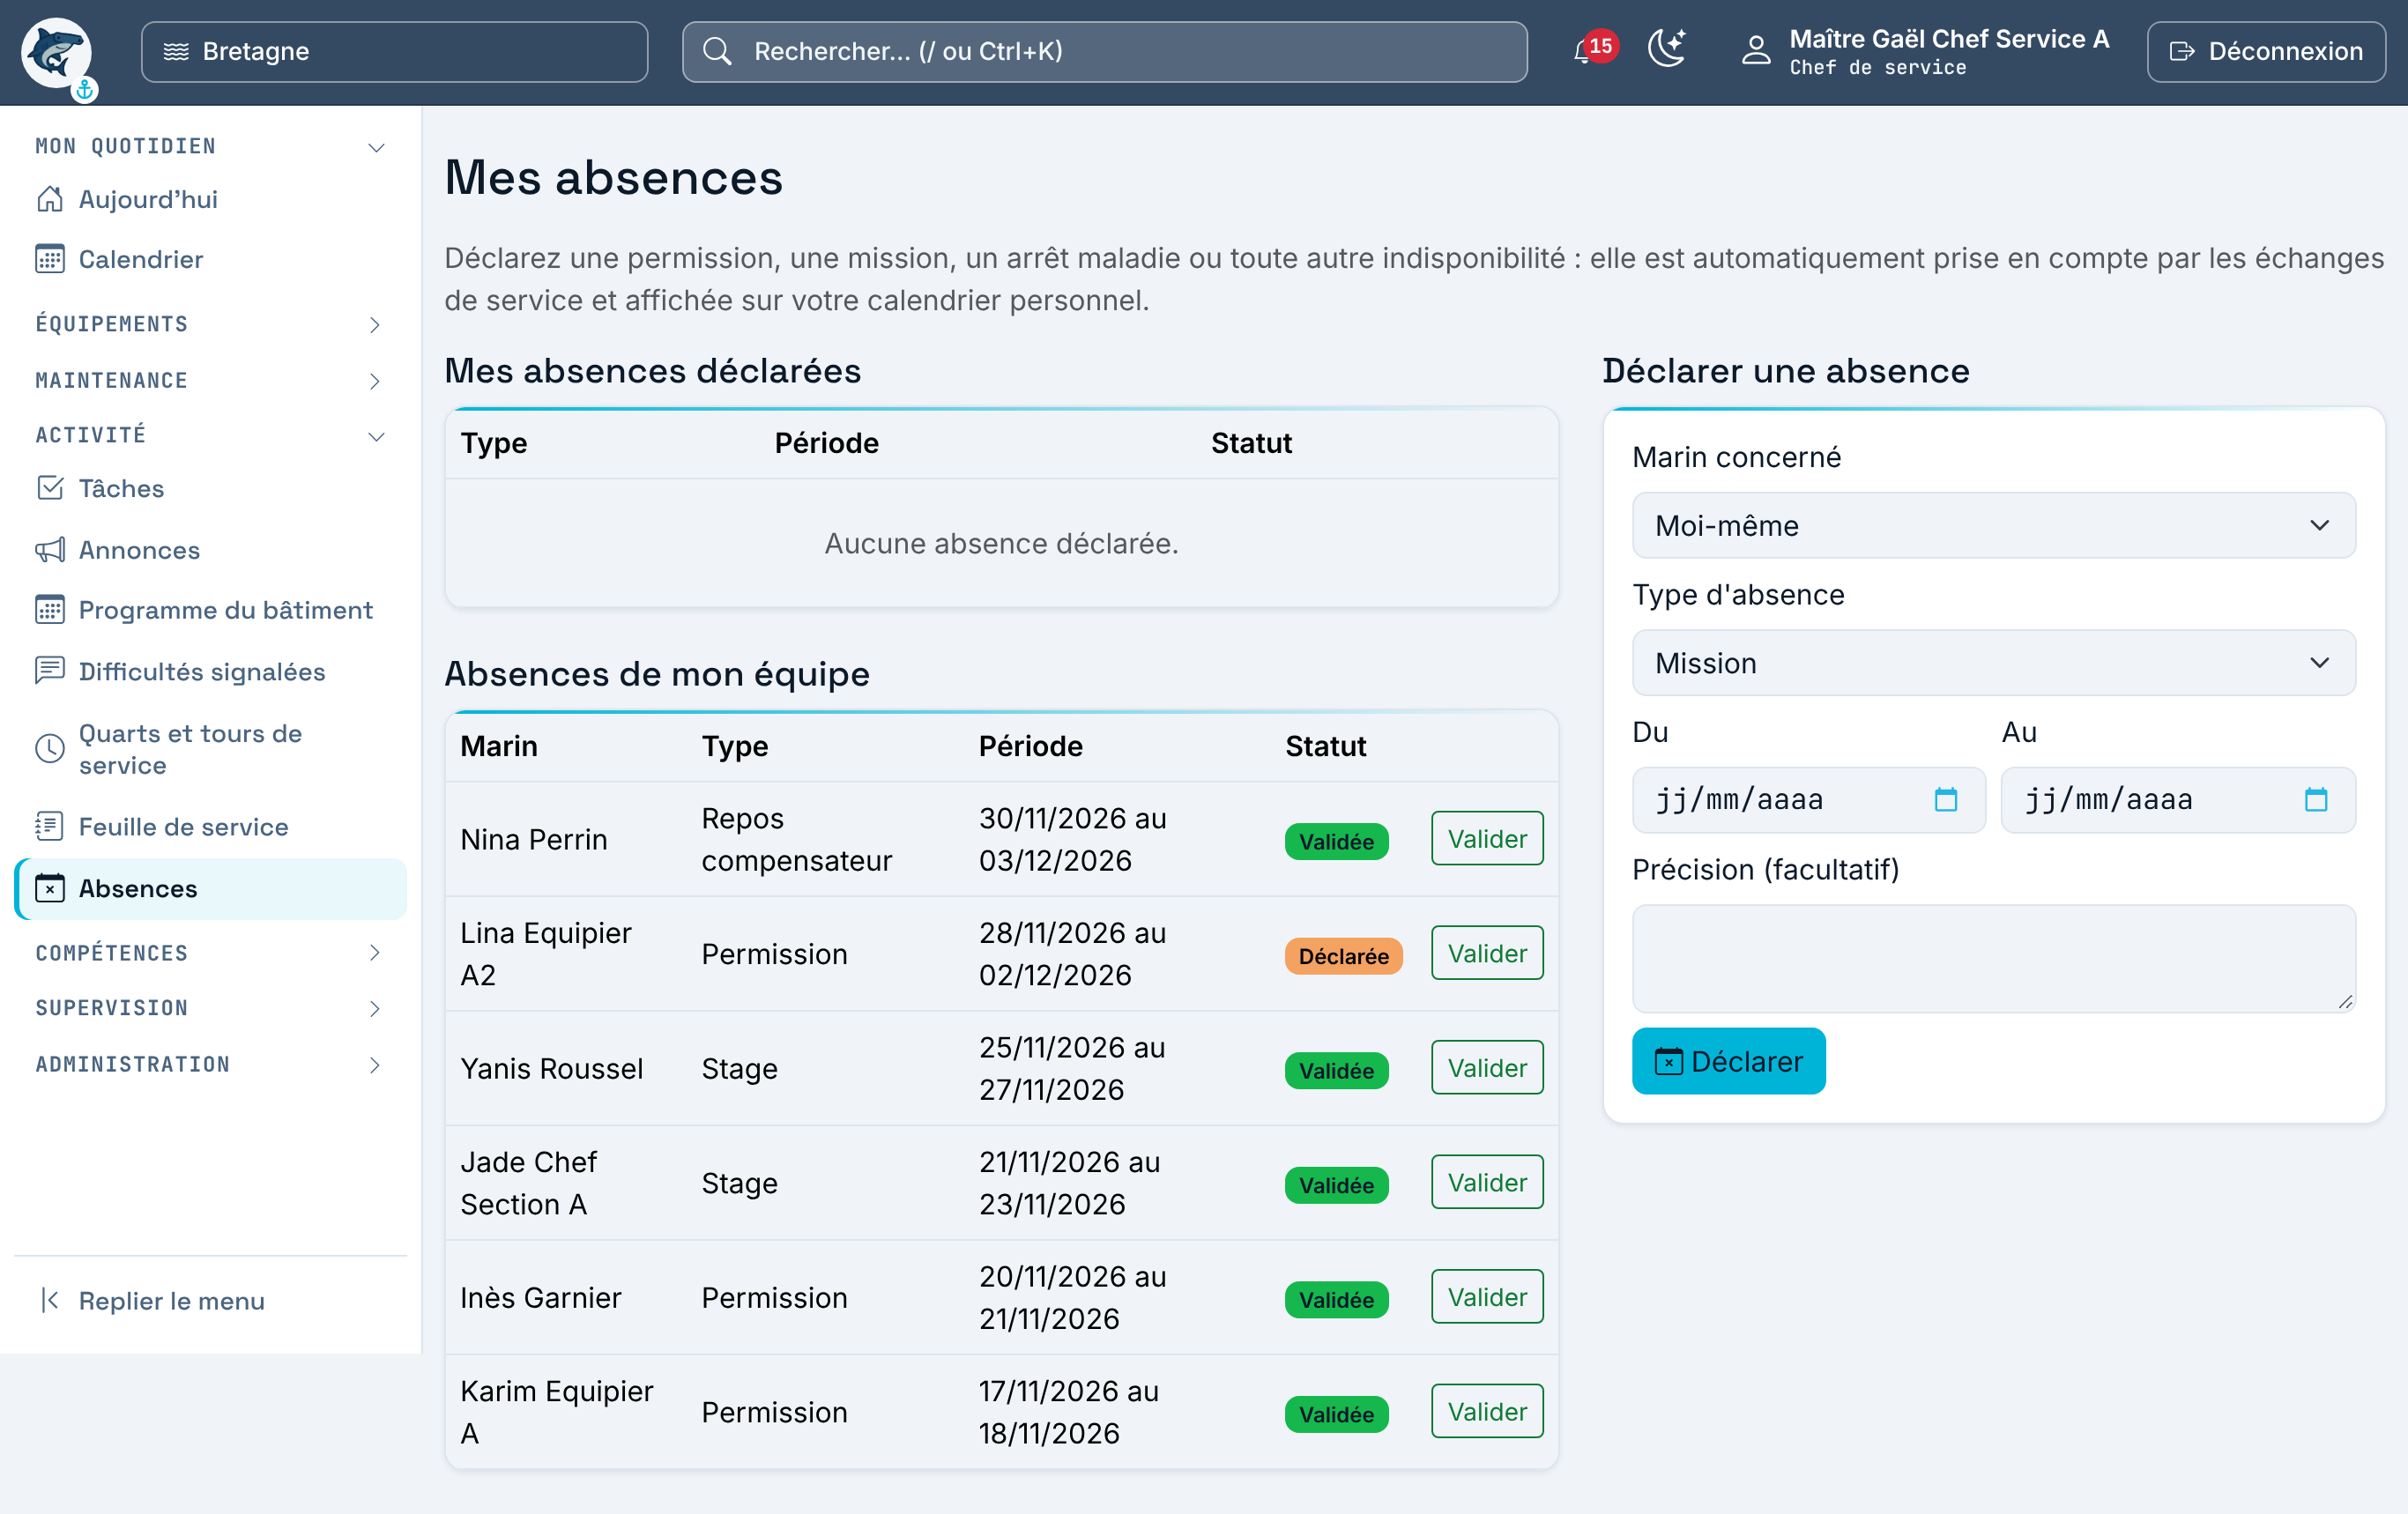 Bretagne
Rechercher... (/ ou Ctrl+K)
15
Maître Gaël Chef Service A
Chef de service
Déconnexion
MON QUOTIDIEN
Aujourd'hui
Calendrier
ÉQUIPEMENTS
MAINTENANCE
ACTIVITÉ
Tâches
Annonces
Programme du bâtiment
Difficultés signalées
Quarts et tours de
service
Feuille de service
Absences
COMPÉTENCES
SUPERVISION
ADMINISTRATION
Replier le menu
Mes absences
Déclarez une permission, une mission, un arrêt maladie ou toute autre indisponibilité : elle est automatiquement prise en compte par les échanges
de service et affichée sur votre calendrier personnel.
Mes absences déclarées
Type Période Statut
Aucune absence déclarée.
Absences de mon équipe
Marin Type Période Statut
Nina Perrin Repos compensateur 30/11/2026 au 03/12/2026 Validée Valider
Lina Equipier A2 Permission 28/11/2026 au 02/12/2026 Déclarée Valider
Yanis Roussel Stage 25/11/2026 au 27/11/2026 Validée Valider
Jade Chef Section A Stage 21/11/2026 au 23/11/2026 Validée Valider
Inès Garnier Permission 20/11/2026 au 21/11/2026 Validée Valider
Karim Equipier A Permission 17/11/2026 au 18/11/2026 Validée Valider
Déclarer une absence
Marin concerné
Moi-même
Type d'absence
Mission
Du Au
jj/mm/aaaa jj/mm/aaaa
Précision (facultatif)
Déclarer